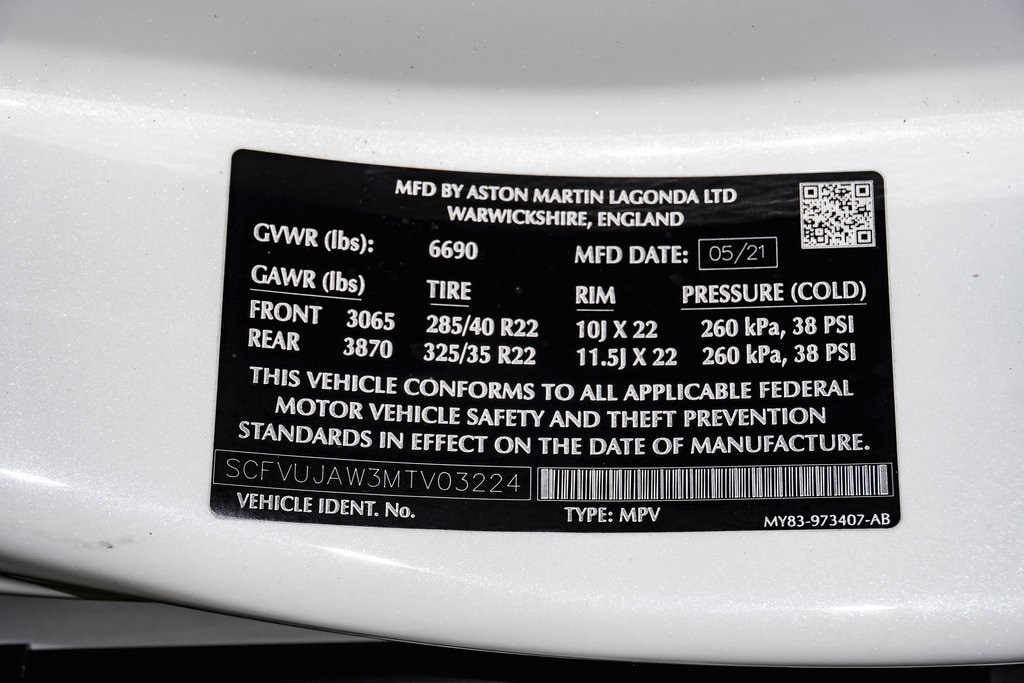 MFD BY ASTON MARTIN LAGONDA LTD
WARWICKSHIRE, ENGLAND
GVWR (lbs): 6690 MFD DATE: 05/21
GAWR (lbs) TIRE RIM PRESSURE (COLD)
FRONT 3065 285/40 R22 10J X 22 260 kPa, 38 PSI
REAR 3870 325/35 R22 11.5J X 22 260 kPa, 38 PSI
THIS VEHICLE CONFORMS TO ALL APPLICABLE FEDERAL
MOTOR VEHICLE SAFETY AND THEFT PREVENTION
STANDARDS IN EFFECT ON THE DATE OF MANUFACTURE.
SCFVUJAW3MTV03224
VEHICLE IDENT. No. TYPE: MPV MY83-973407-AB